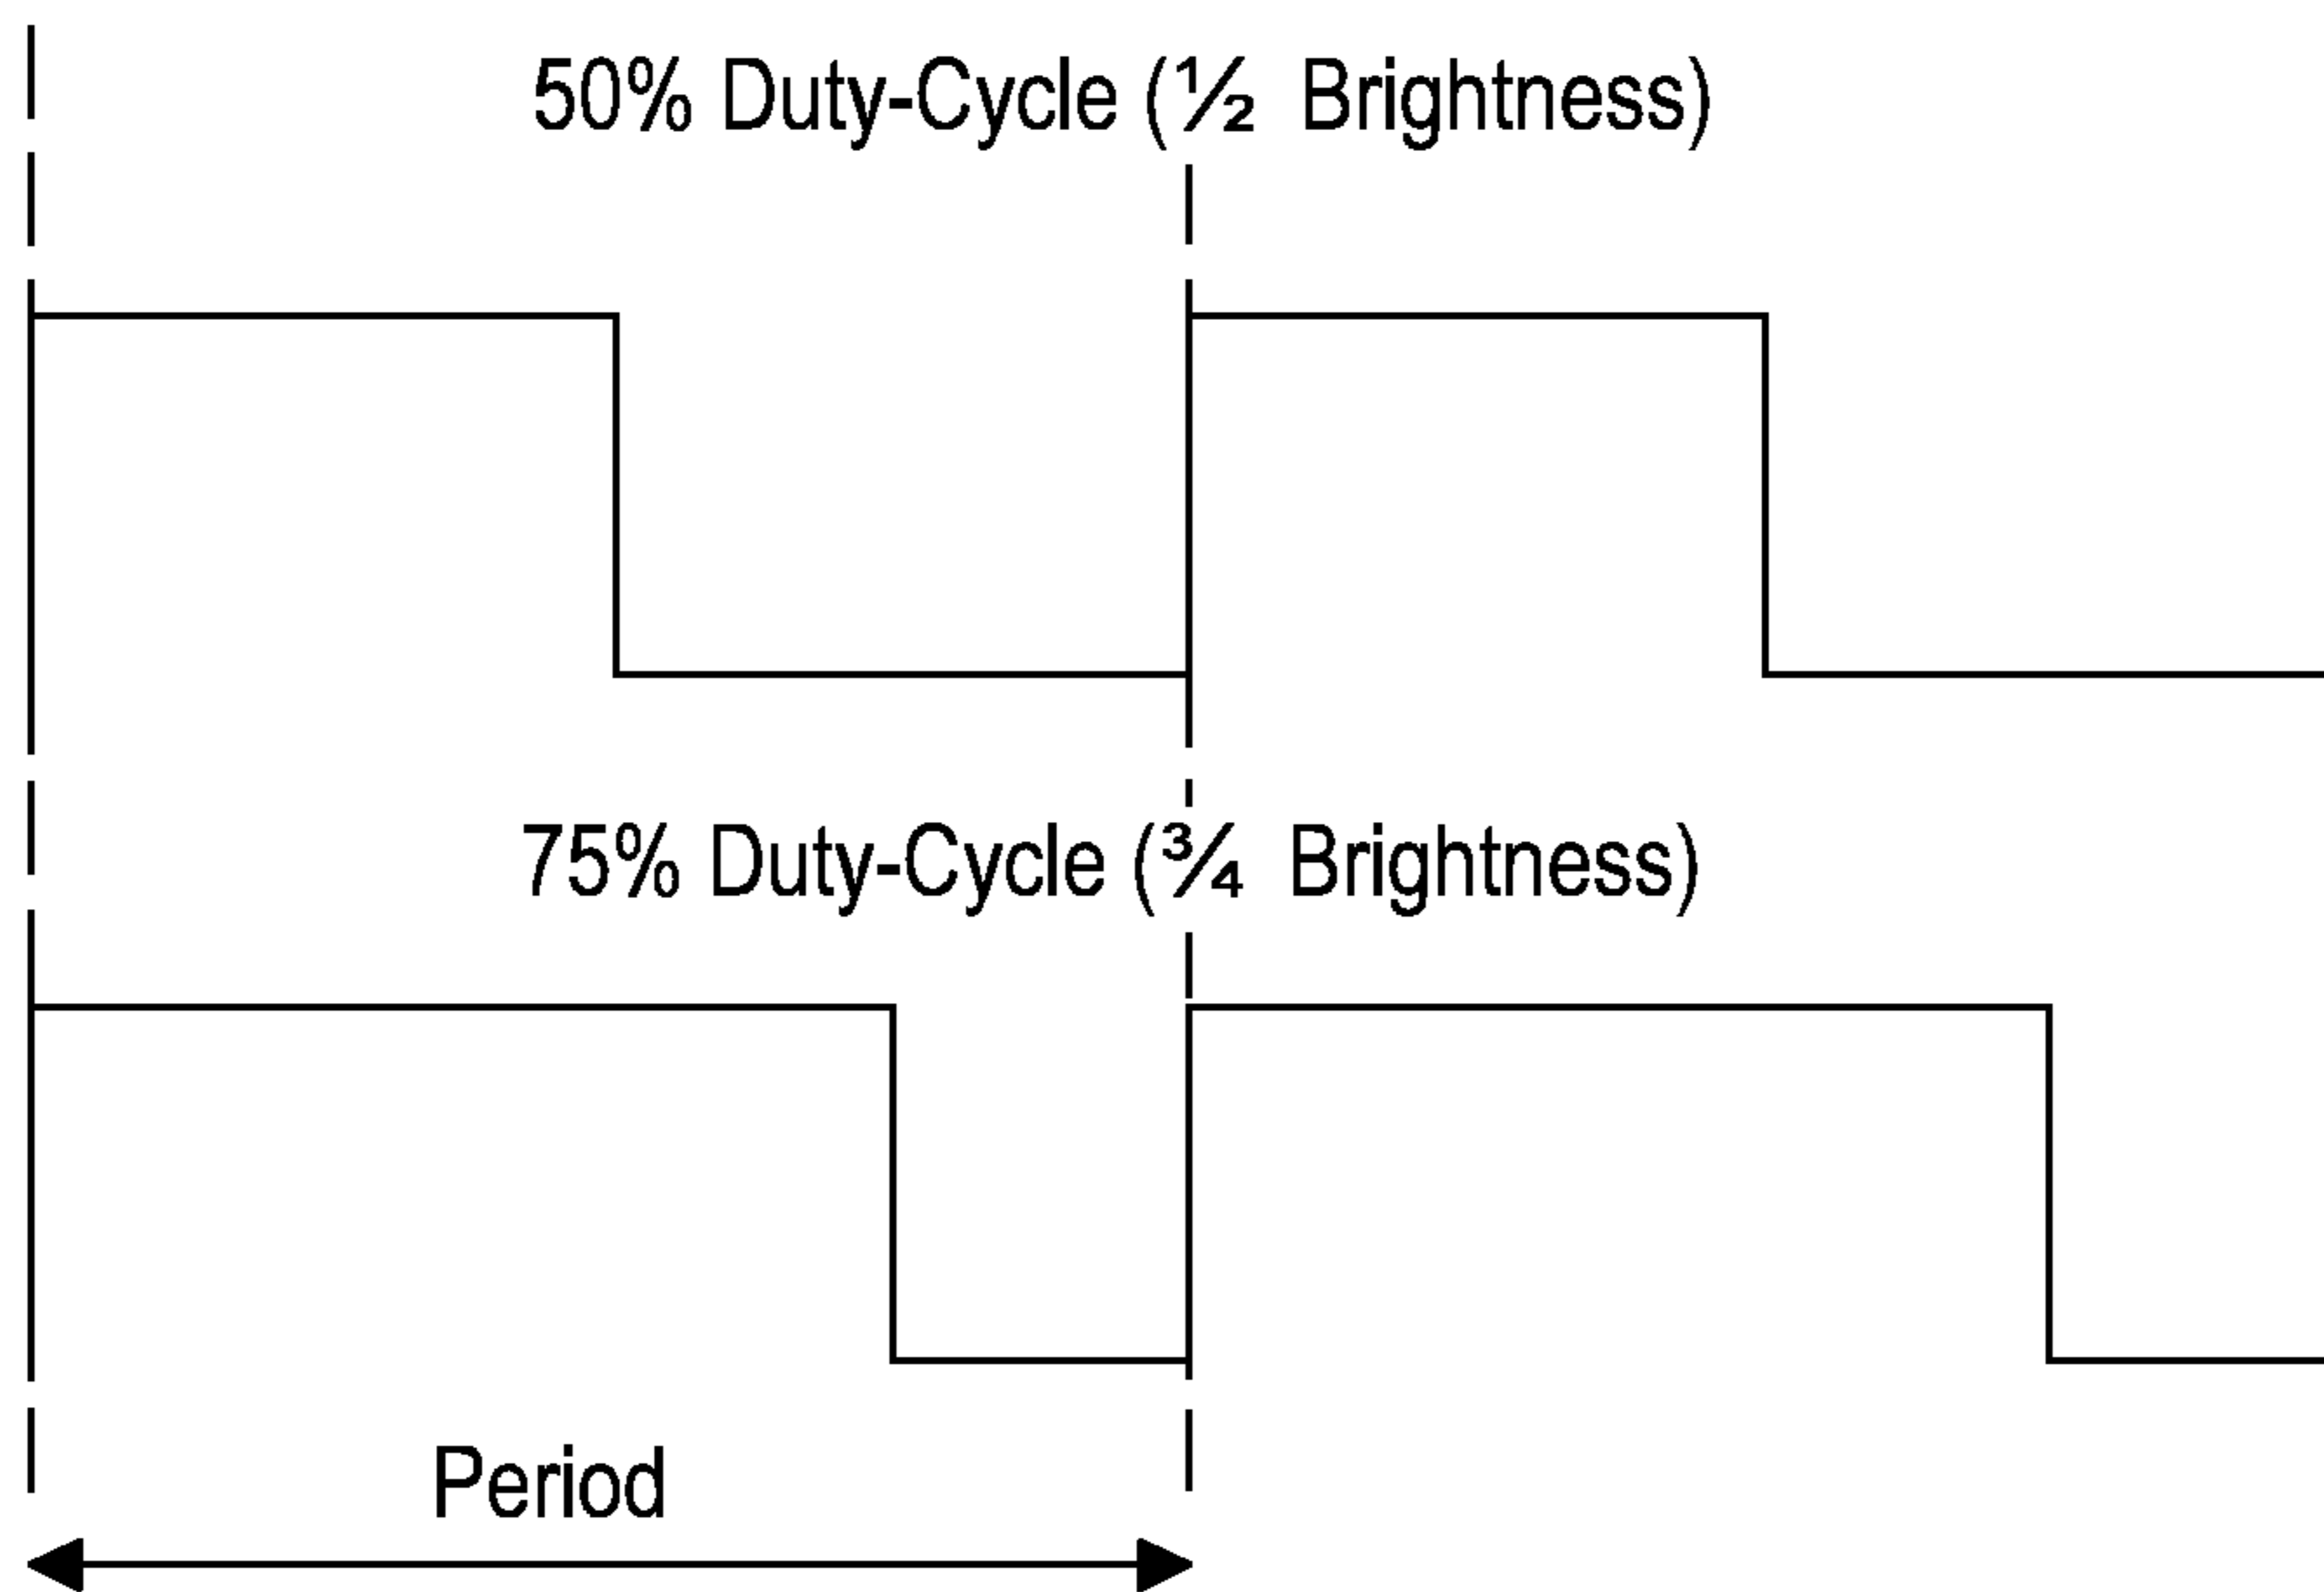 50% Duty-Cycle (½ Brightness)
75% Duty-Cycle (¾ Brightness)
Period